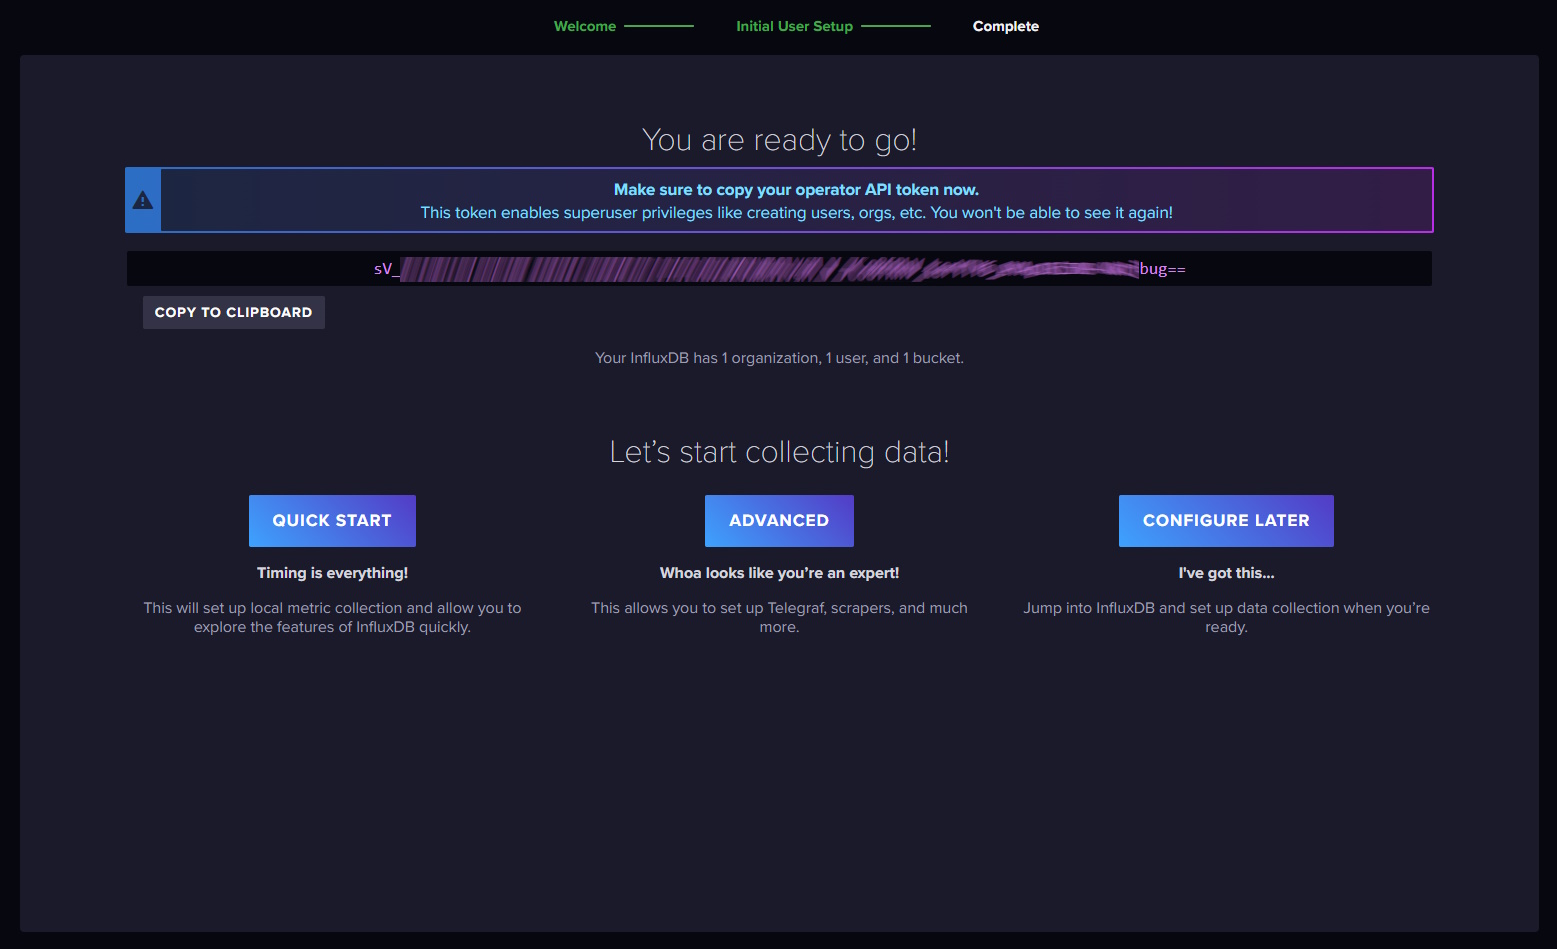 Welcome
Initial User Setup
Complete
You are ready to go!
Make sure to copy your operator API token now.
This token enables superuser privileges like creating users, orgs, etc. You won't be able to see it again!
sV_ bug==
COPY TO CLIPBOARD
Your InfluxDB has 1 organization, 1 user, and 1 bucket.
Let’s start collecting data!
QUICK START
ADVANCED
CONFIGURE LATER
Timing is everything!
Whoa looks like you’re an expert!
I've got this...
This will set up local metric collection and allow you to
explore the features of InfluxDB quickly.
This allows you to set up Telegraf, scrapers, and much
more.
Jump into InfluxDB and set up data collection when you’re
ready.